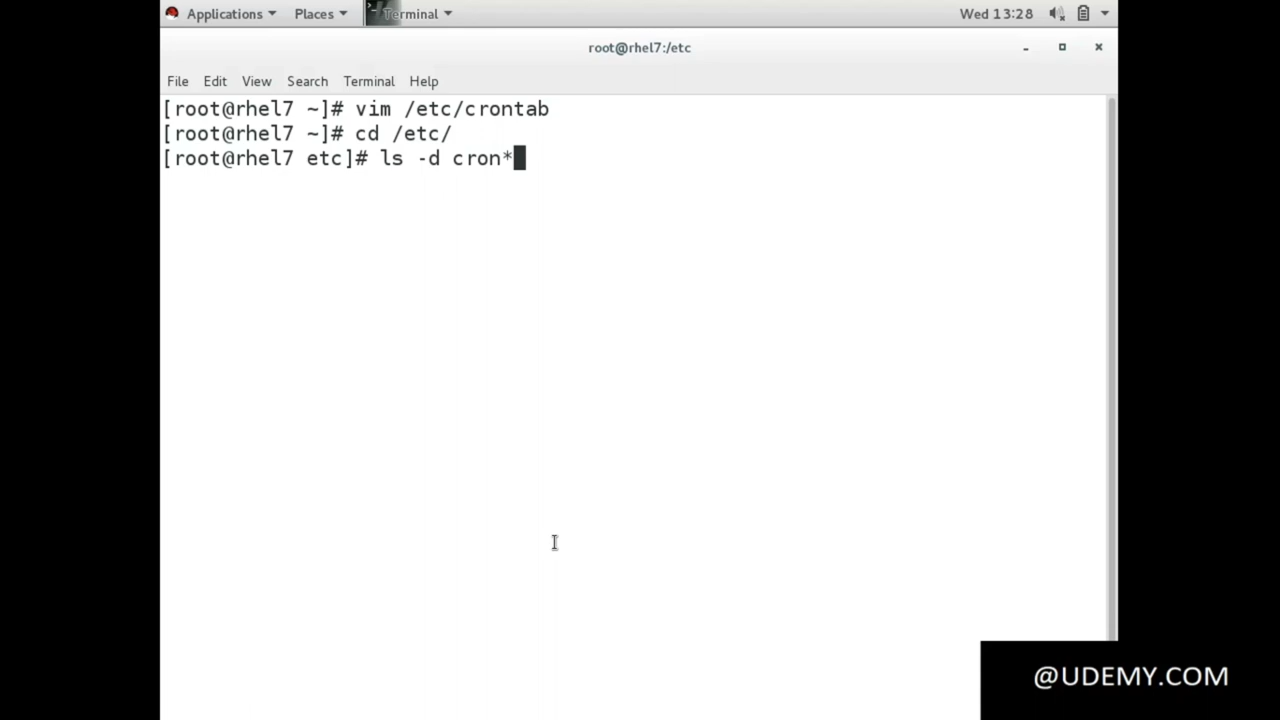 Applications Places Terminal Wed 13:28
root@rhel7:/etc
File Edit View Search Terminal Help
[root@rhel7 ~]# vim /etc/crontab
[root@rhel7 ~]# cd /etc/
[root@rhel7 etc]# ls -d cron*
@UDEMY.COM